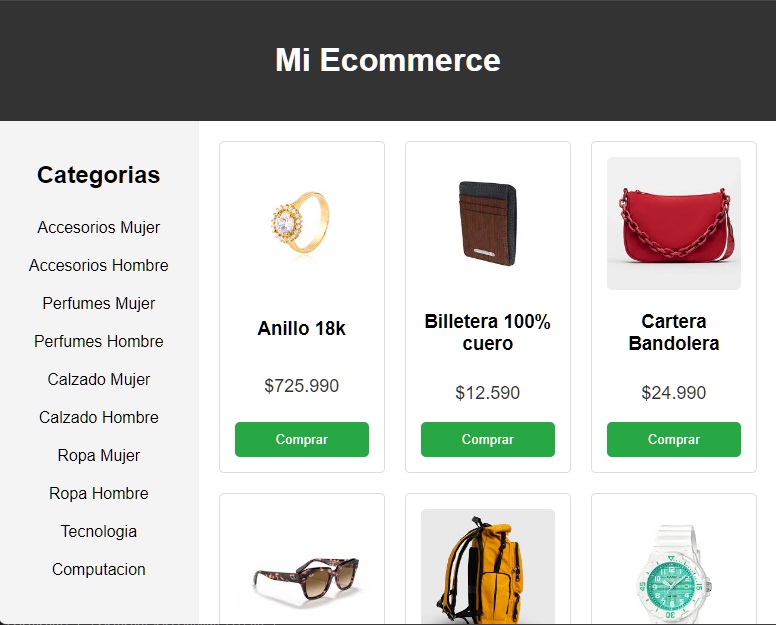 Mi Ecommerce
Categorias
Accesorios Mujer
Accesorios Hombre
Perfumes Mujer
Perfumes Hombre
Calzado Mujer
Calzado Hombre
Ropa Mujer
Ropa Hombre
Tecnologia
Computacion
Anillo 18k
$725.990
Comprar
Billetera 100%
cuero
$12.590
Comprar
Cartera
Bandolera
$24.990
Comprar